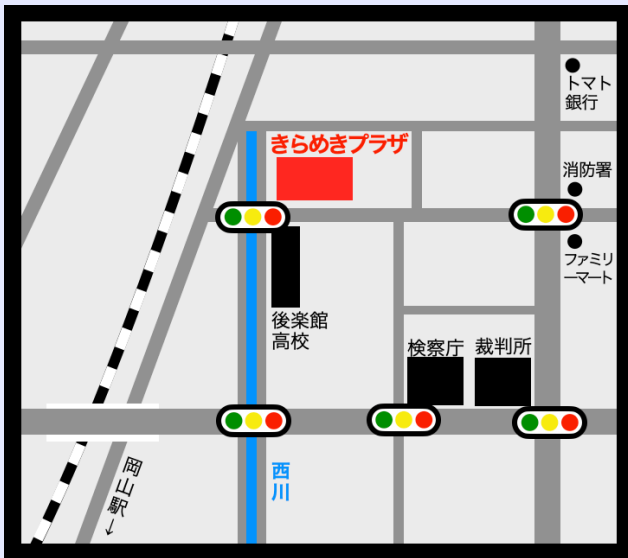 トマト
銀行
きらめきプラザ
消防署
ファミリ
ーマート
後楽館
高校
検察庁
裁判所
西
川
岡山駅→